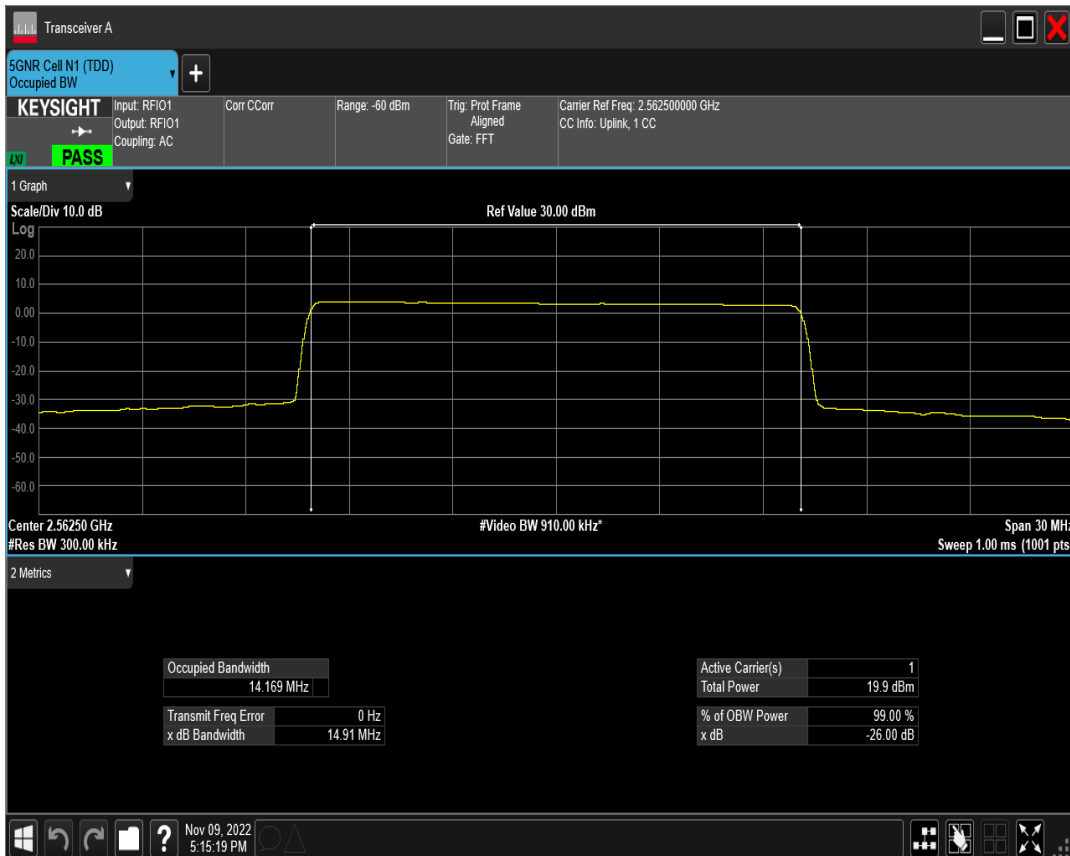 Transceiver A
5GNR Cell N1 (TDD)
Occupied BW
+
KEYSIGHT
LXI
PASS
Input: RFIO1
Output: RFIO1
Coupling: AC
Corr CCorr
Range: -60 dBm
Trig: Prot Frame
Aligned
Gate: FFT
Carrier Ref Freq: 2.562500000 GHz
CC Info: Uplink, 1 CC
1 Graph
Scale/Div 10.0 dB
Ref Value 30.00 dBm
Log
20.0
10.0
0.00
-10.0
-20.0
-30.0
-40.0
-50.0
-60.0
Center 2.56250 GHz
#Video BW 910.00 kHz*
Span 30 MHz
#Res BW 300.00 kHz
Sweep 1.00 ms (1001 pts
2 Metrics
Occupied Bandwidth
14.169 MHz
Transmit Freq Error 0 Hz
x dB Bandwidth 14.91 MHz
Active Carrier(s) 1
Total Power 19.9 dBm
% of OBW Power 99.00 %
x dB -26.00 dB
?
Nov 09, 2022
5:15:19 PM